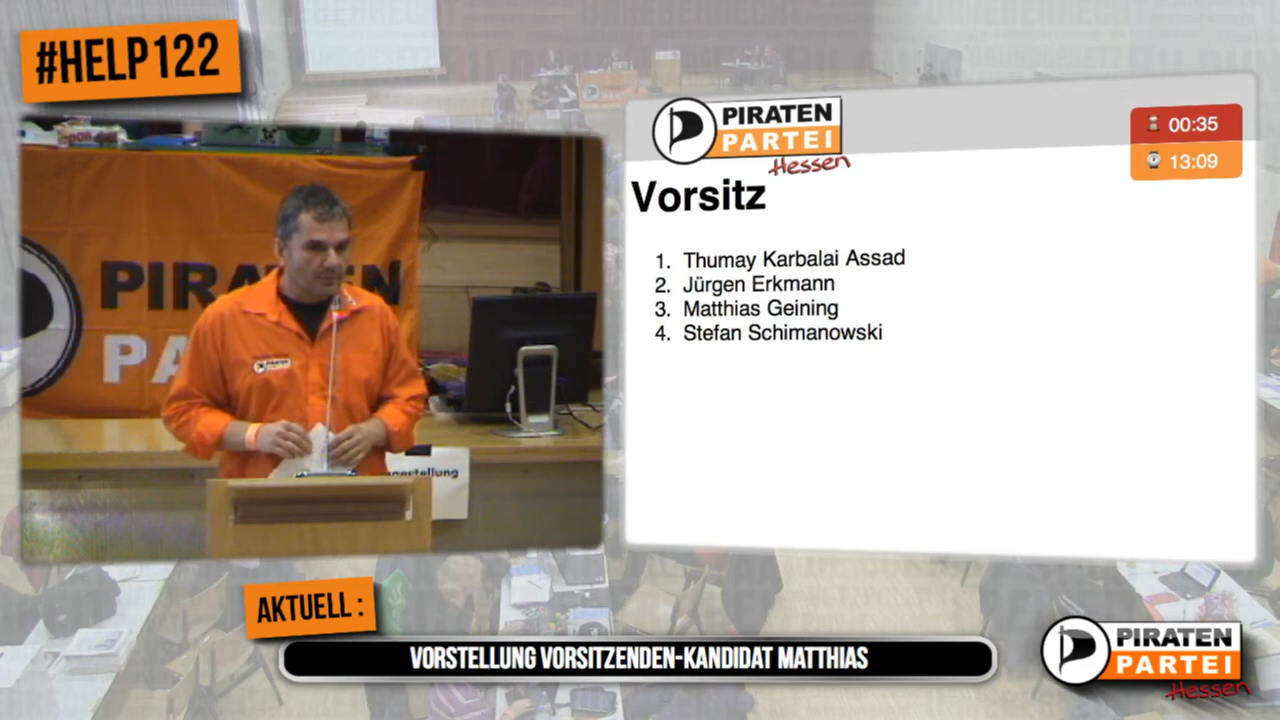 #HELP122
PIRATEN
PA
PIRATEN
PIRATEN
PARTEI
Hessen
00:35
13:09
Vorsitz
1. Thumay Karbalai Assad
2. Jürgen Erkmann
3. Matthias Geining
4. Stefan Schimanowski
AKTUELL :
VORSTELLUNG VORSITZENDEN-KANDIDAT MATTHIAS
PIRATEN
PARTEI
Hessen